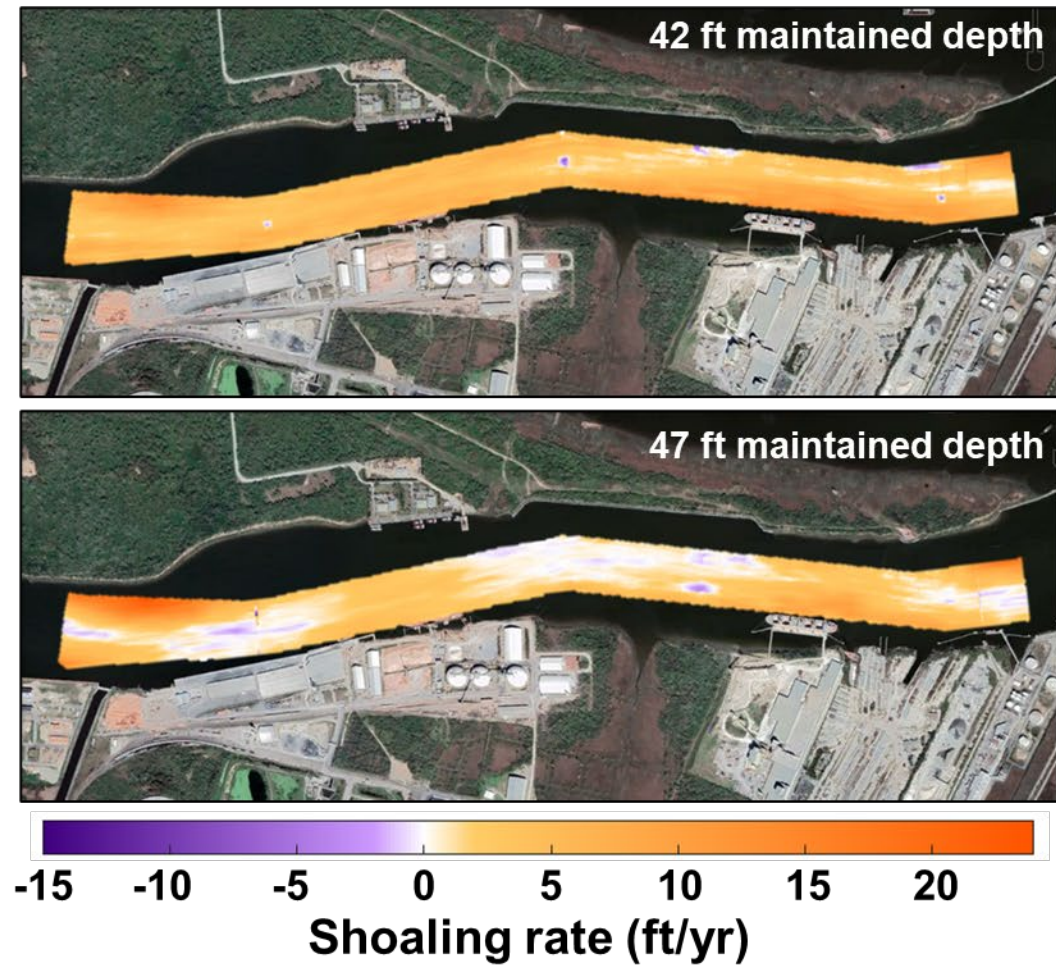 42 ft maintained depth
47 ft maintained depth
-15 -10 -5 0 5 10 15 20
Shoaling rate (ft/yr)